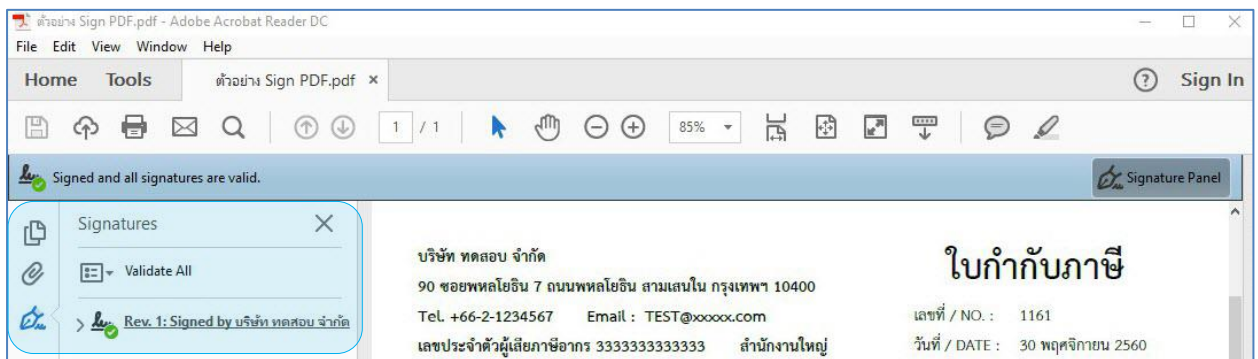 ตัวอย่าง Sign PDF.pdf - Adobe Acrobat Reader DC
File Edit View Window Help
Home Tools ตัวอย่าง Sign PDF.pdf × Sign In
1 / 1 85%
Signed and all signatures are valid. Signature Panel
Signatures
Validate All
Rev. 1: Signed by บริษัท ทดสอบ จำกัด
บริษัท ทดสอบ จำกัด
90 ซอยพหลโยธิน 7 ถนนพหลโยธิน สามเสนใน กรุงเทพฯ 10400
Tel. +66-2-1234567 Email : TEST@xxxxx.com
เลขประจำตัวผู้เสียภาษีอากร 3333333333333 สำนักงานใหญ่
ใบกำกับภาษี
เลขที่ / NO. : 1161
วันที่ / DATE : 30 พฤศจิกายน 2560